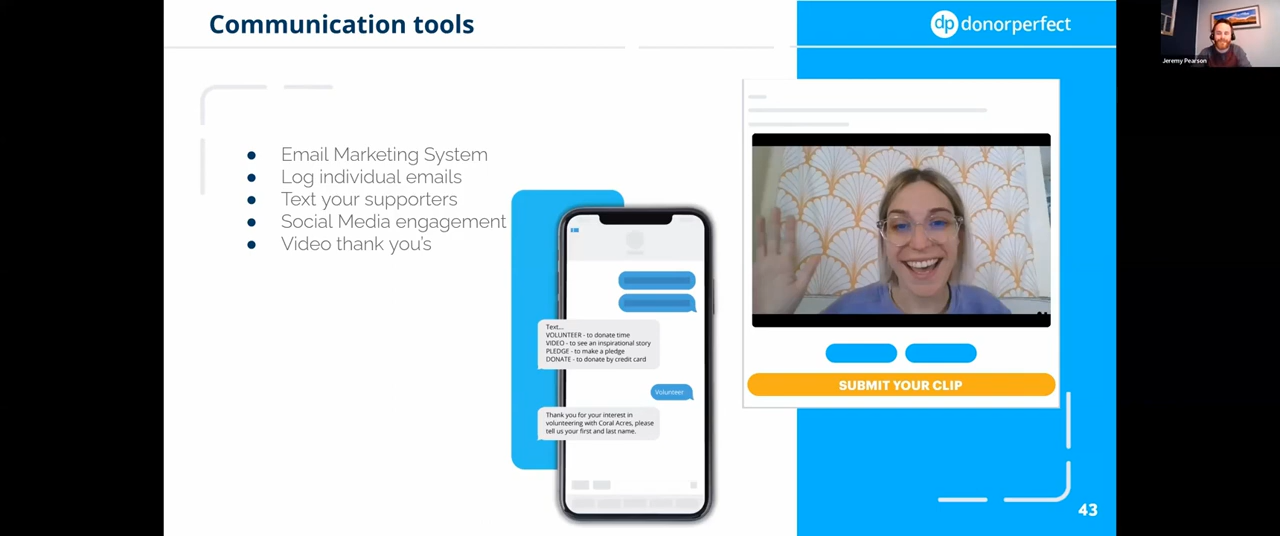 Communication tools
dp donorperfect
Jeremy Pearson
● Email Marketing System
● Log individual emails
● Text your supporters
● Social Media engagement
● Video thank you's
Text...
VOLUNTEER - to donate time
VIDEO - to see an inspirational story
PLEDGE - to make a pledge
DONATE - to donate by credit card
Volunteer
Thank you for your interest in
volunteering with Coral Acres, please
tell us your first and last name.
SUBMIT YOUR CLIP
43